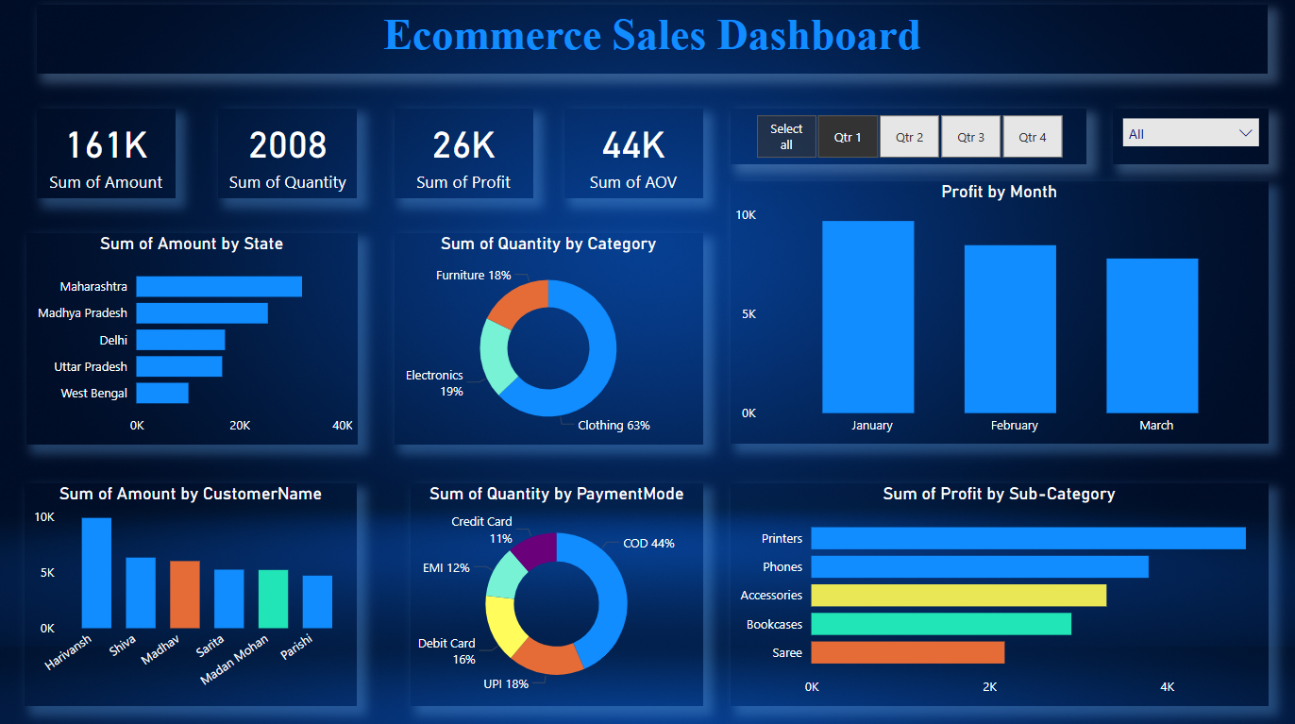 Ecommerce Sales Dashboard
161K
Sum of Amount
2008
Sum of Quantity
26K
Sum of Profit
44K
Sum of AOV
Select
all
Qtr 1
Qtr 2
Qtr 3
Qtr 4
All
Sum of Amount by State
Maharashtra
Madhya Pradesh
Delhi
Uttar Pradesh
West Bengal
0K
20K
40K
Sum of Quantity by Category
Furniture 18%
Electronics
19%
Clothing 63%
Profit by Month
10K
5K
0K
January
February
March
Sum of Amount by CustomerName
10K
5K
0K
Harivansh
Shiva
Madhav
Sarita
Madan Mohan
Parishi
Sum of Quantity by PaymentMode
Credit Card
11%
COD 44%
EMI 12%
Debit Card
16%
UPI 18%
Sum of Profit by Sub-Category
Printers
Phones
Accessories
Bookcases
Saree
0K
2K
4K